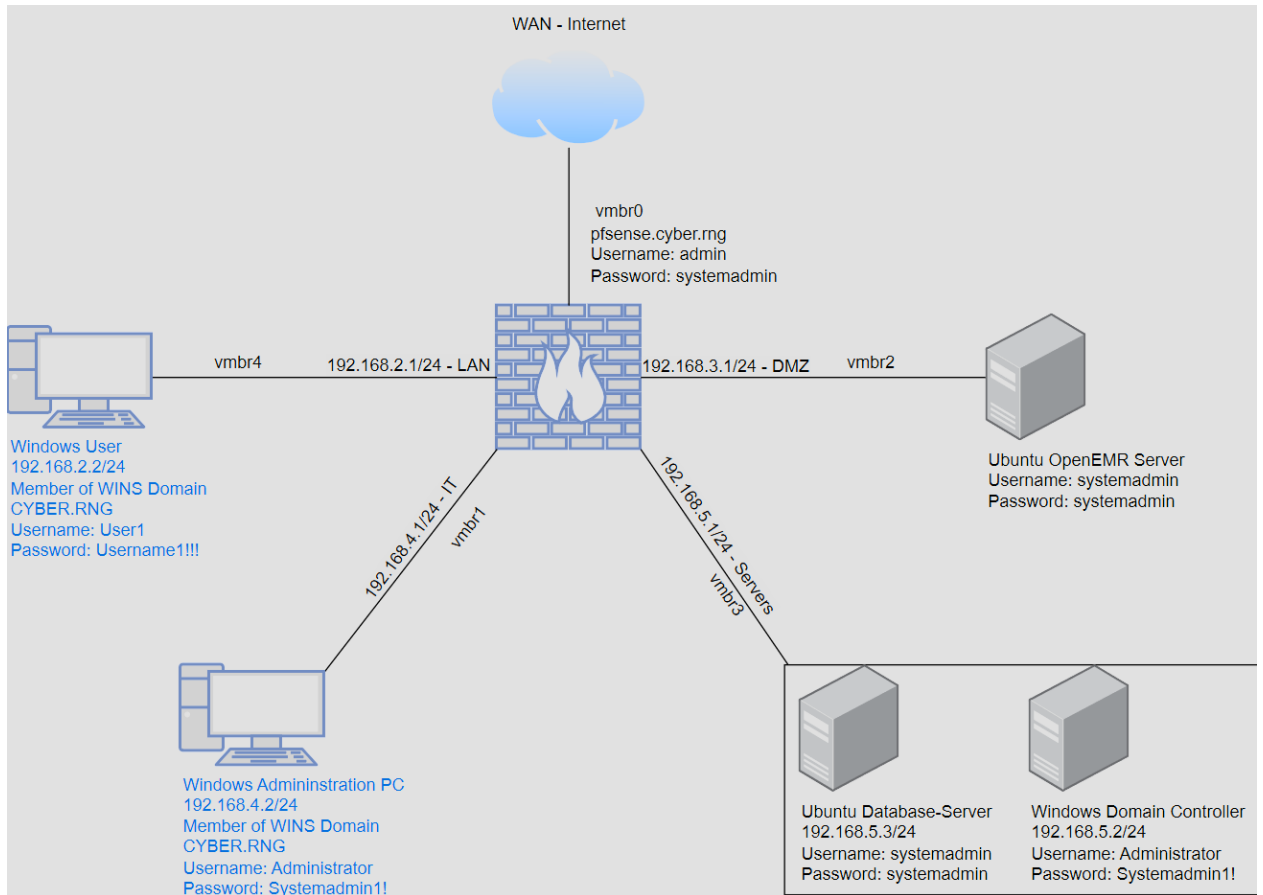 WAN - Internet
vmbr0
pfsense.cyber.rng
Username: admin
Password: systemadmin
vmbr4
192.168.2.1/24 - LAN
192.168.3.1/24 - DMZ
vmbr2
Windows User
192.168.2.2/24
Member of WINS Domain
CYBER.RNG
Username: User1
Password: Username1!!!
Ubuntu OpenEMR Server
Username: systemadmin
Password: systemadmin
192.168.4.1/24 - IT
vmbr1
192.168.5.1/24 - Servers
vmbr3
Windows Admininstration PC
192.168.4.2/24
Member of WINS Domain
CYBER.RNG
Username: Administrator
Password: Systemadmin1!
Ubuntu Database-Server
192.168.5.3/24
Username: systemadmin
Password: systemadmin
Windows Domain Controller
192.168.5.2/24
Username: Administrator
Password: Systemadmin1!